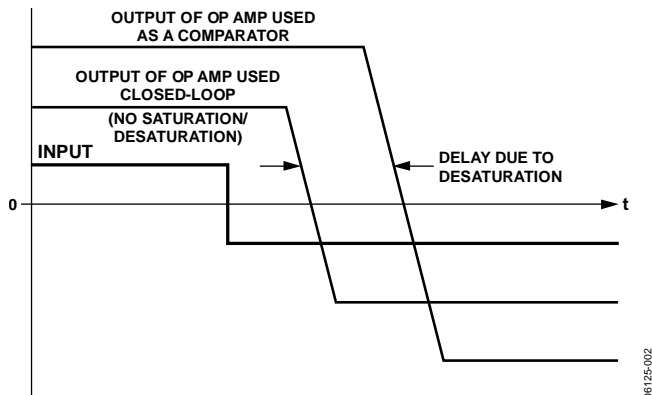 OUTPUT OF OP AMP USED
AS A COMPARATOR
OUTPUT OF OP AMP USED
CLOSED-LOOP
(NO SATURATION/
DESATURATION)
INPUT
DELAY DUE TO
DESATURATION
0
t
06125-002